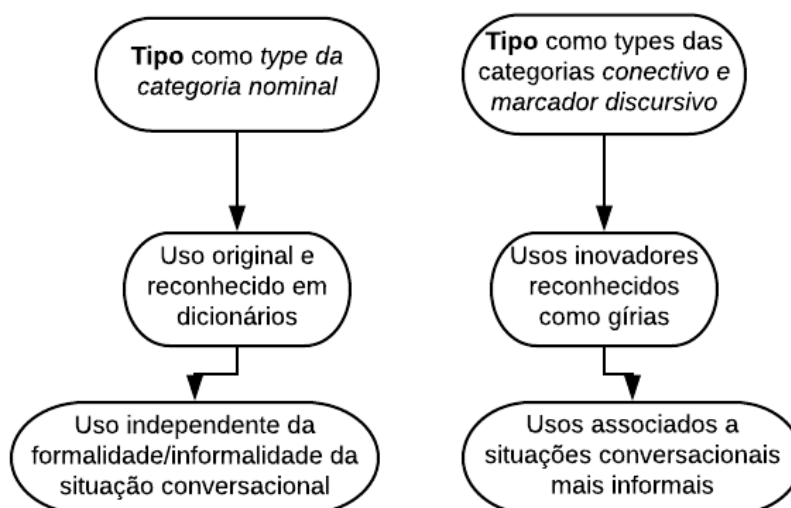 Tipo como type da
categoria nominal
Uso original e
reconhecido em
dicionários
Uso independente da
formalidade/informalidade da
situação conversacional
Tipo como types das
categorias conectivo e
marcador discursivo
Usos inovadores
reconhecidos
como gírias
Usos associados a
situações conversacionais
mais informais